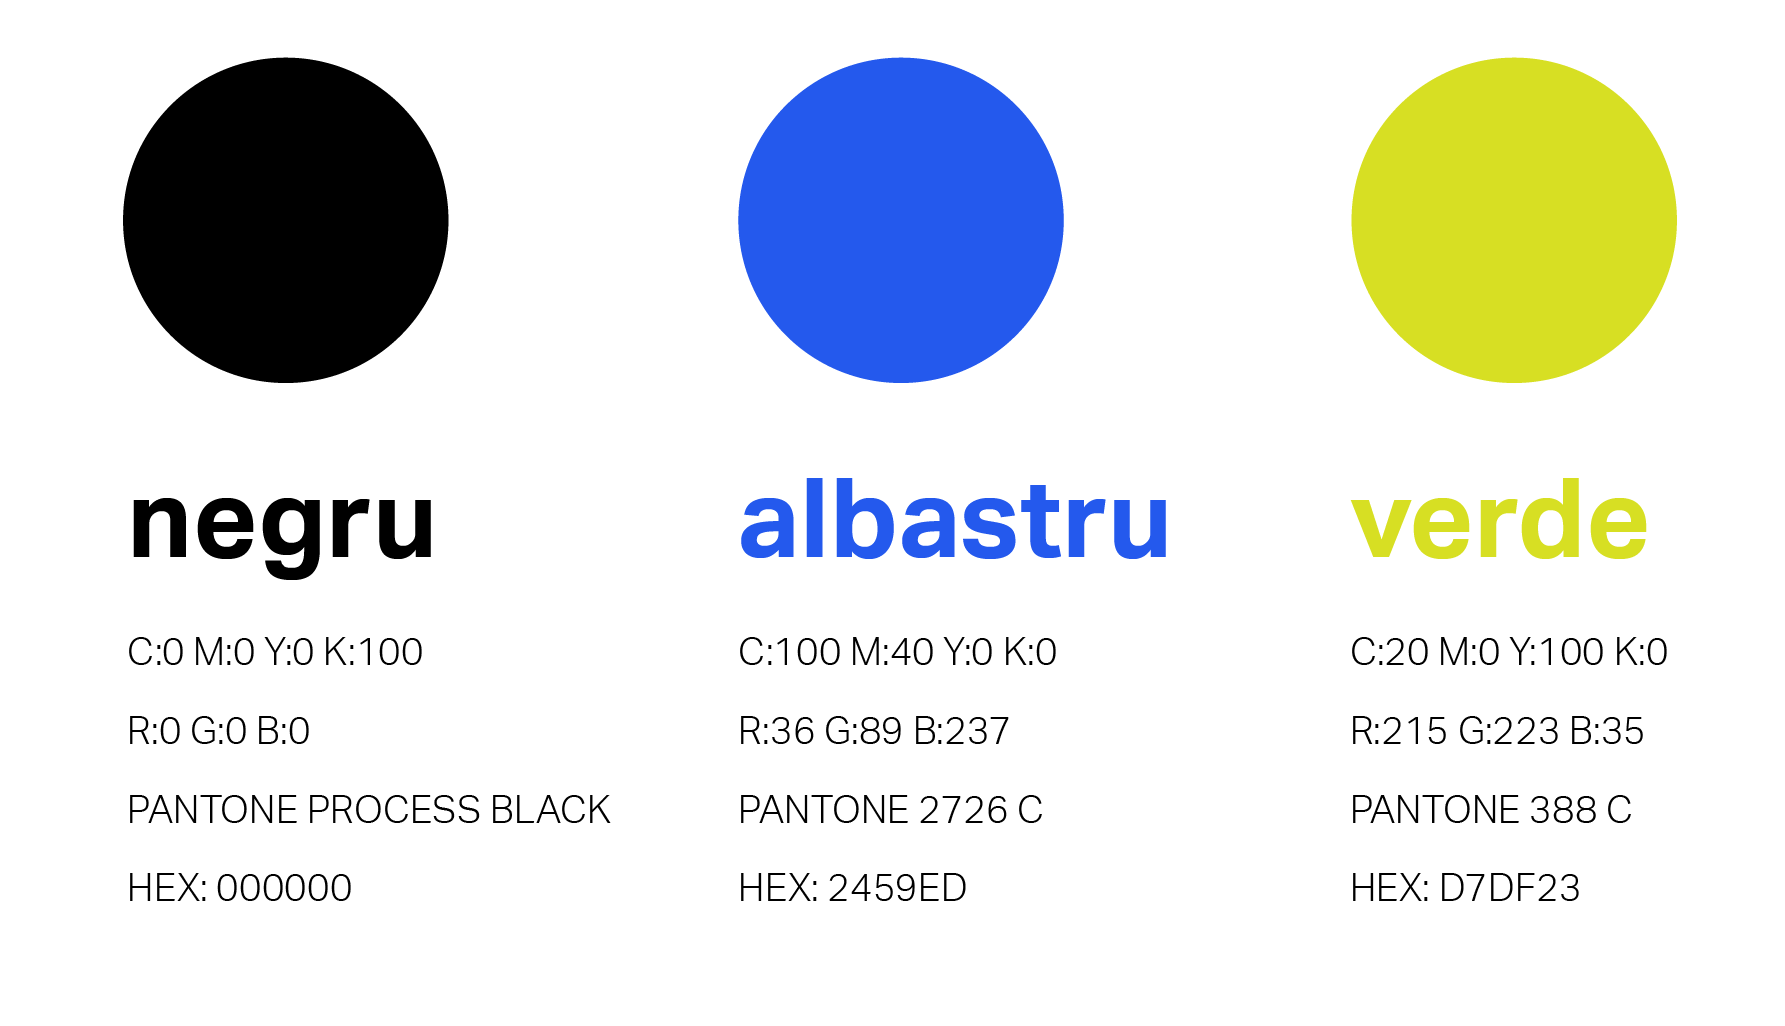 negru
C:0 M:0 Y:0 K:100
R:0 G:0 B:0
PANTONE PROCESS BLACK
HEX: 000000
albastru
C:100 M:40 Y:0 K:0
R:36 G:89 B:237
PANTONE 2726 C
HEX: 2459ED
verde
C:20 M:0 Y:100 K:0
R:215 G:223 B:35
PANTONE 388 C
HEX: D7DF23